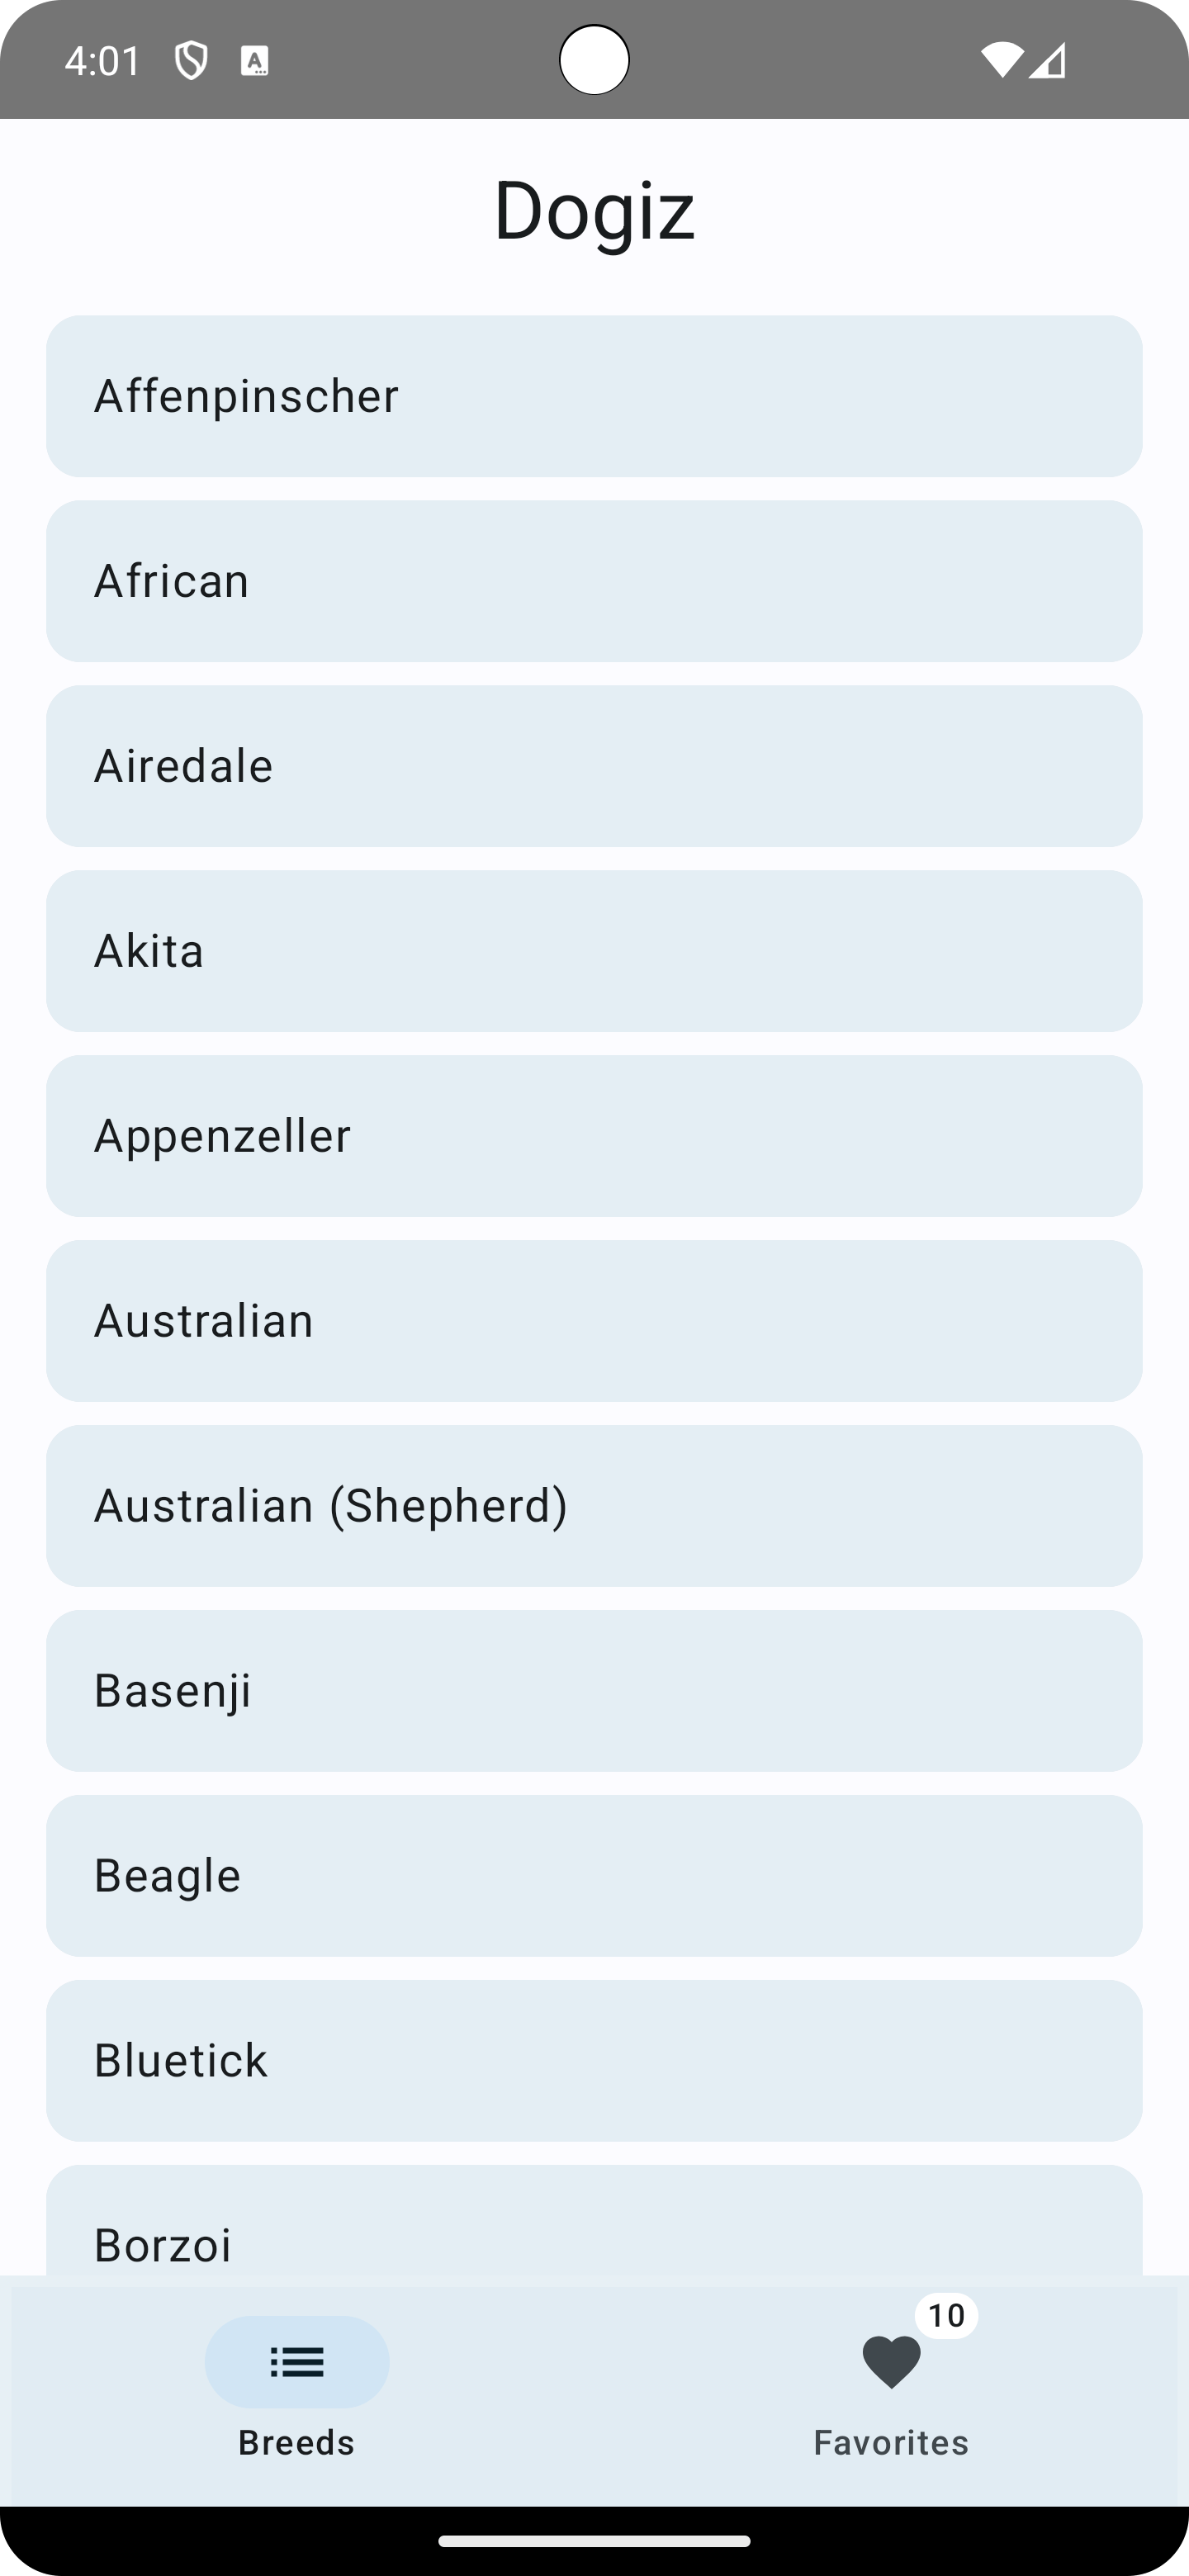 4:01
Dogiz
Affenpinscher
African
Airedale
Akita
Appenzeller
Australian
Australian (Shepherd)
Basenji
Beagle
Bluetick
Borzoi
10
Breeds
Favorites